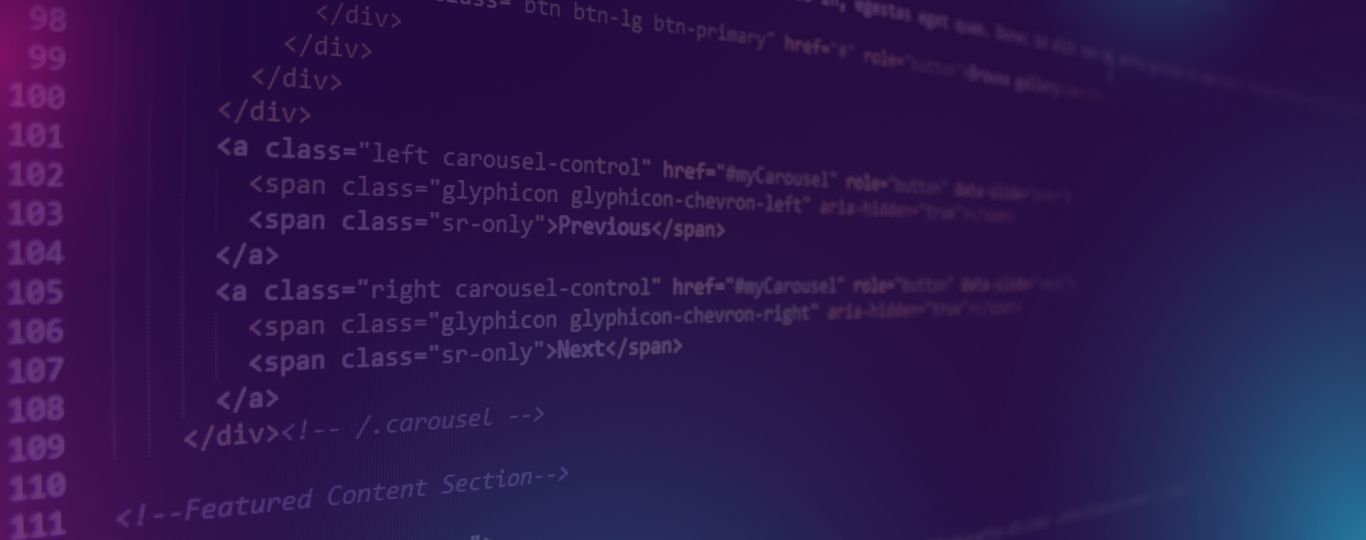 98 </div> btn btn-lg btn-primary" href="#" role="button"
99 </div>
100 </div>
101 </div>
102 <a class="left carousel-control" href="#myCarousel" role="button" data-slide="
103 <span class="glyphicon glyphicon-chevron-left" aria-hidden="true"></span>
104 <span class="sr-only">Previous</span>
105 </a>
106 <a class="right carousel-control" href="#myCarousel" role="button" data-slide="
107 <span class="glyphicon glyphicon-chevron-right" aria-hidden="true"></span>
108 <span class="sr-only">Next</span>
109 </a>
110 </div><!-- /.carousel -->
111 <!--Featured Content Section-->